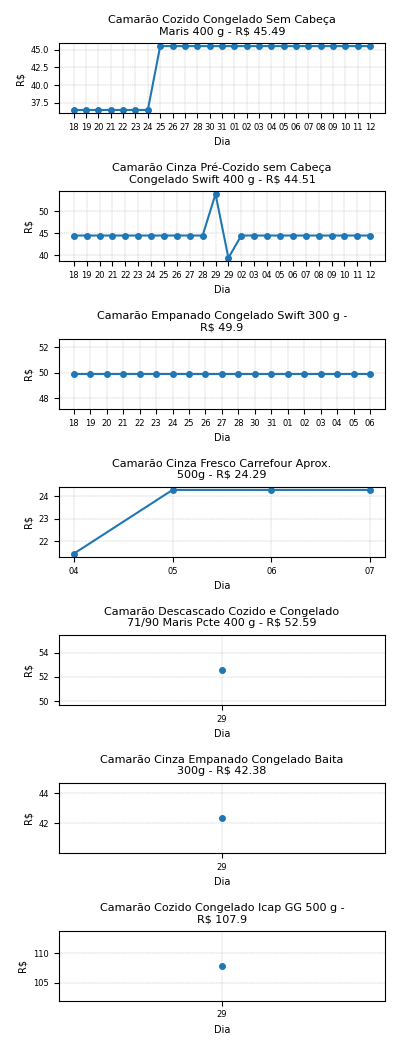 Camarão Cozido Congelado Sem Cabeça
Maris 400 g - R$ 45.49
45.0
42.5
40.0
37.5
R$
18 19 20 21 22 23 24 25 26 27 28 30 31 01 02 03 04 05 06 07 08 09 10 11 12
Dia
Camarão Cinza Pré-Cozido sem Cabeça
Congelado Swift 400 g - R$ 44.51
50
45
40
R$
18 19 20 21 22 23 24 25 26 27 28 29 29 02 03 04 05 06 07 08 09 10 11 12
Dia
Camarão Empanado Congelado Swift 300 g -
R$ 49.9
52
50
48
R$
18 19 20 21 22 23 24 25 26 27 28 30 31 01 02 03 04 05 06
Dia
Camarão Cinza Fresco Carrefour Aprox.
500g - R$ 24.29
24
23
22
R$
04 05 06 07
Dia
Camarão Descascado Cozido e Congelado
71/90 Maris Pcte 400 g - R$ 52.59
54
52
50
R$
29
Dia
Camarão Cinza Empanado Congelado Baita
300g - R$ 42.38
44
42
R$
29
Dia
Camarão Cozido Congelado Icap GG 500 g -
R$ 107.9
110
105
R$
29
Dia